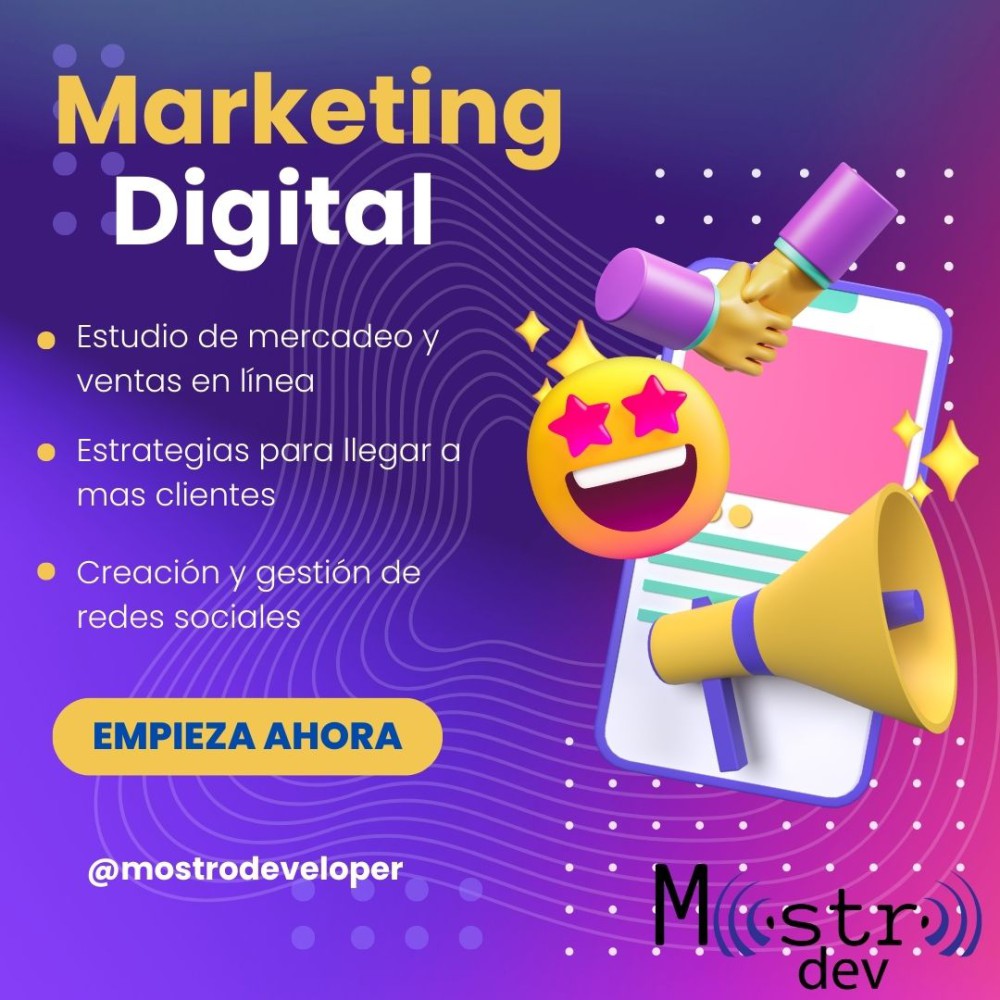 Marketing
Digital
Estudio de mercadeo y
ventas en línea
Estrategias para llegar a
mas clientes
Creación y gestión de
redes sociales
EMPIEZA AHORA
@mostrodeveloper
Mostro
dev